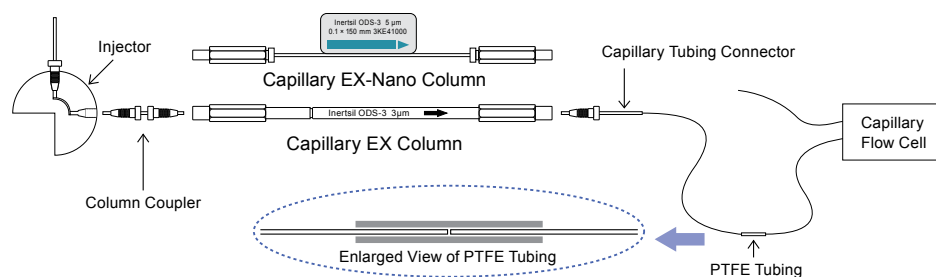 Injector
Inertsil ODS-3 5 μm
0.1 × 150 mm 3KE41000
Capillary EX-Nano Column
Capillary Tubing Connector
Inertsil ODS-3 3μm
Capillary EX Column
Capillary
Flow Cell
Column Coupler
Enlarged View of PTFE Tubing
PTFE Tubing